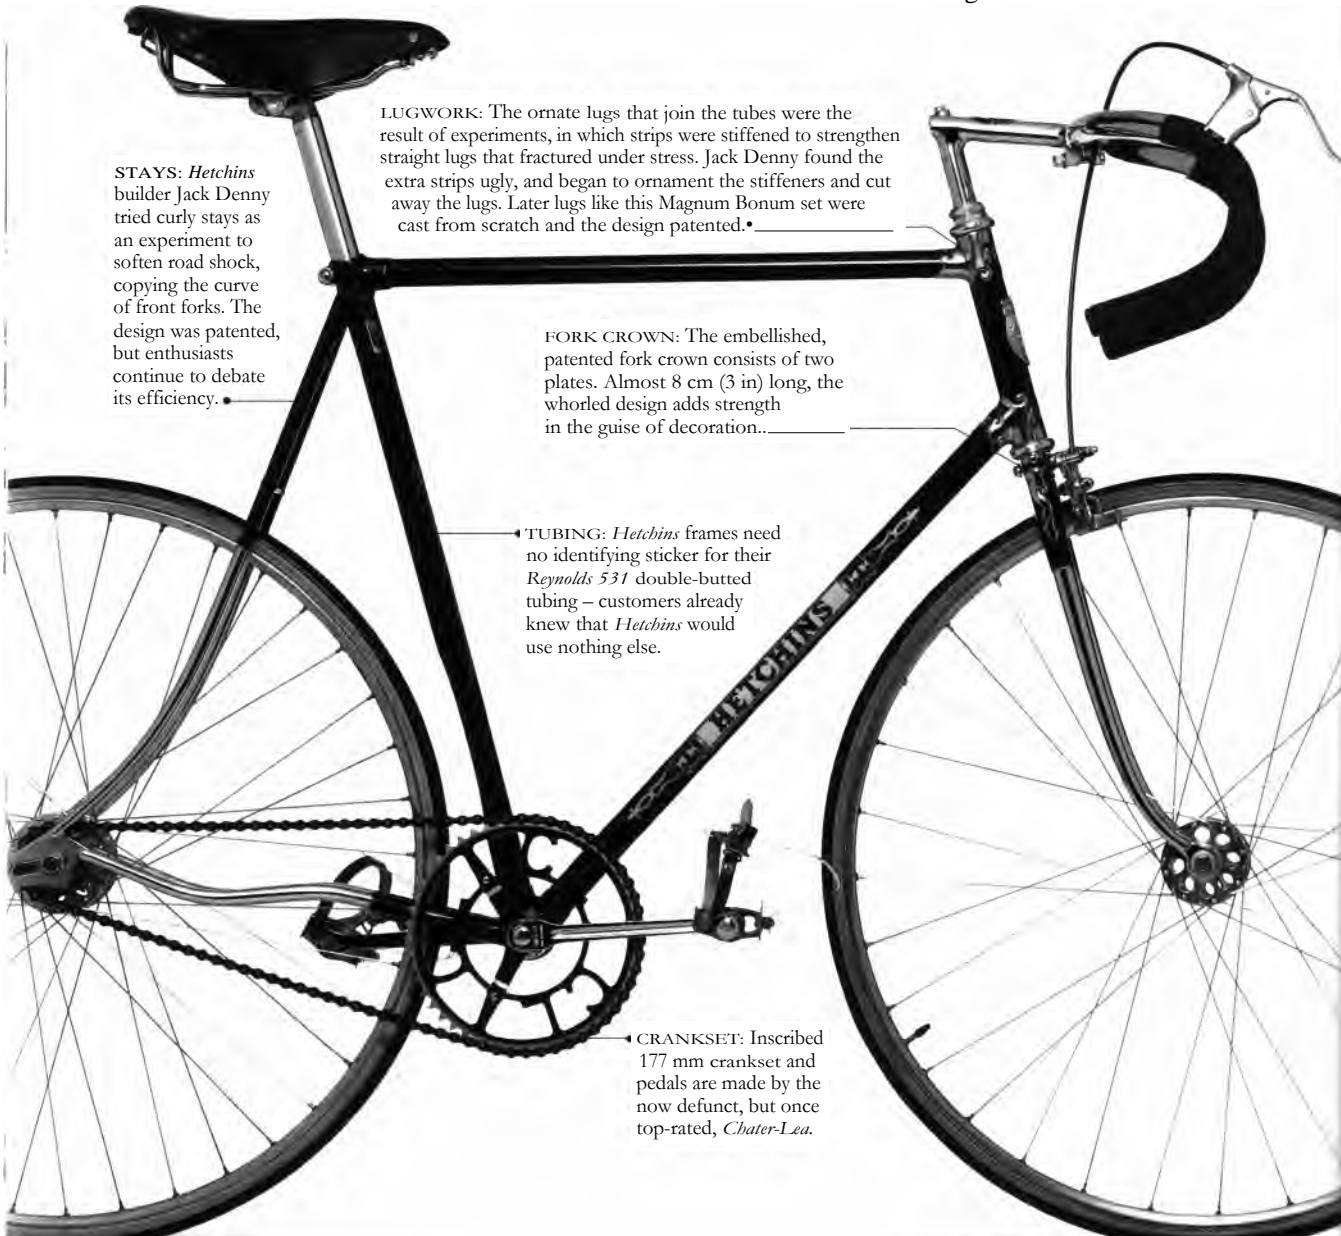 LUGWORK: The ornate lugs that join the tubes were the
result of experiments, in which strips were stiffened to strengthen
straight lugs that fractured under stress. Jack Denny found the
extra strips ugly, and began to ornament the stiffeners and cut
away the lugs. Later lugs like this Magnum Bonum set were
cast from scratch and the design patented.•
STAYS: Hetchins
builder Jack Denny
tried curly stays as
an experiment to
soften road shock,
copying the curve
of front forks. The
design was patented,
but enthusiasts
continue to debate
its efficiency.
FORK CROWN: The embellished,
patented fork crown consists of two
plates. Almost 8 cm (3 in) long, the
whorled design adds strength
in the guise of decoration..
TUBING: Hetchins frames need
no identifying sticker for their
Reynolds 531 double-butted
tubing – customers already
knew that Hetchins would
use nothing else.
HETCHINS
CRANKSET: Inscribed
177 mm crankset and
pedals are made by the
now defunct, but once
top-rated, Chater-Lea.